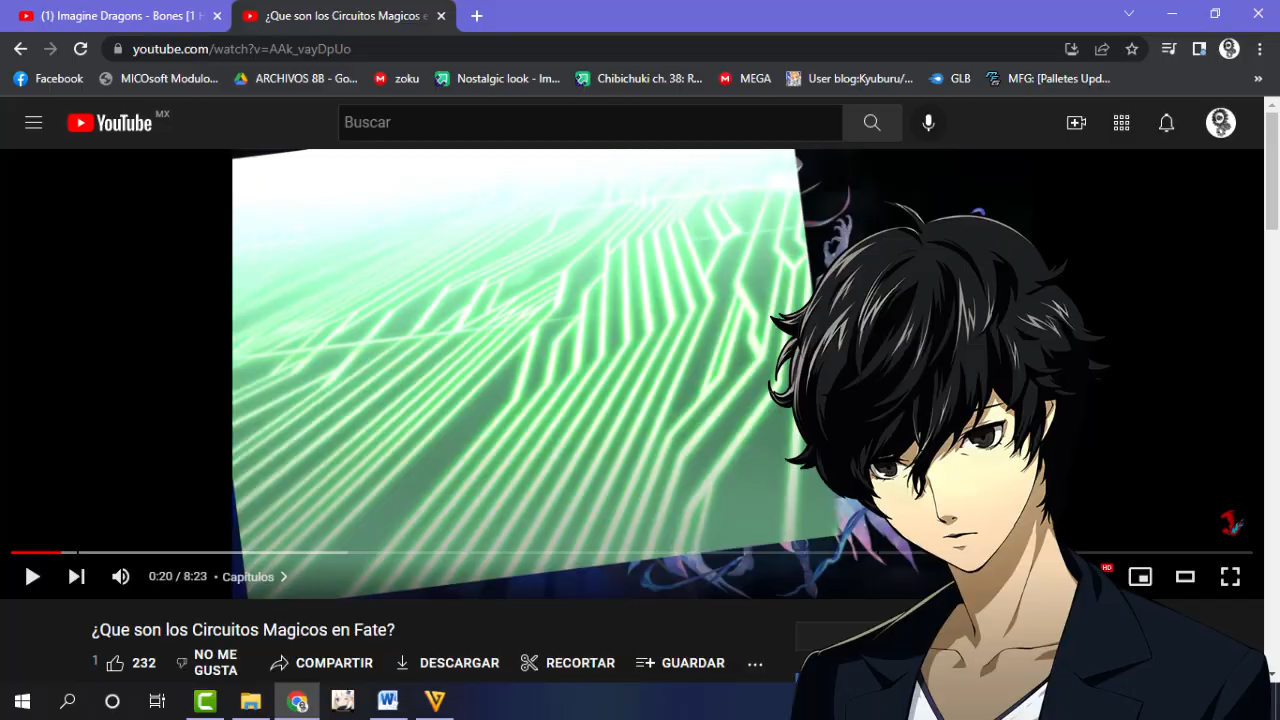 (1) Imagine Dragons - Bones [1 H
¿Que son los Circuitos Magicos e
youtube.com/watch?v=AAk_vayDpUo
Facebook
MICOsoft Modulo...
ARCHIVOS 8B - Go...
zoku
Nostalgic look - Im...
Chibichuki ch. 38: R...
MEGA
User blog:Kyuburu/...
GLB
MFG: [Palletes Upd...
»
YouTube MX
Buscar
0:20 / 8:23 • Capítulos
HD
¿Que son los Circuitos Magicos en Fate?
1
232
NO ME GUSTA
COMPARTIR
DESCARGAR
RECORTAR
GUARDAR
...